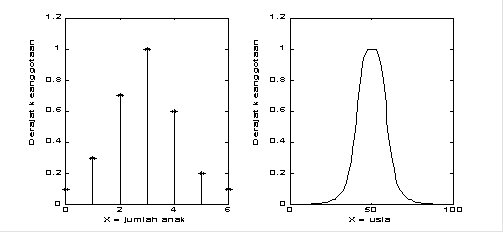 1.2
1
0.8
0.6
0.4
0.2
0
Derajat keanggotaan
0 2 4 6
X = jumlah anak
1.2
1
0.8
0.6
0.4
0.2
0
Derajat keanggotaan
0 50 100
X = usia